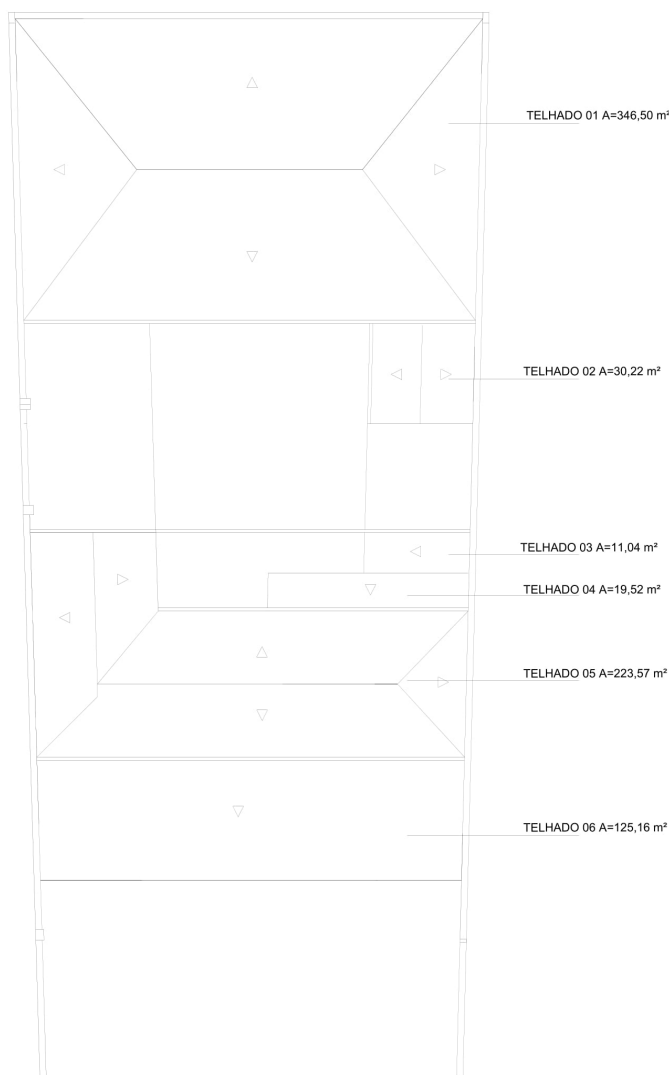 TELHADO 01 A=346,50 m²
TELHADO 02 A=30,22 m²
TELHADO 03 A=11,04 m²
TELHADO 04 A=19,52 m²
TELHADO 05 A=223,57 m²
TELHADO 06 A=125,16 m²